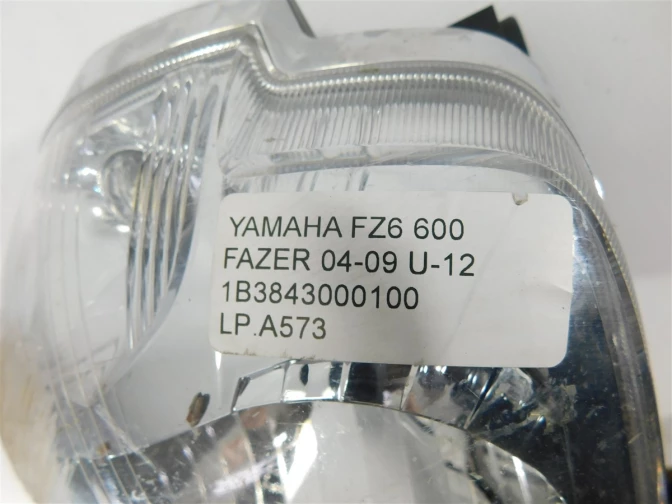 YAMAHA FZ6 600
FAZER 04-09 U-12
1B3843000100
LP.A573